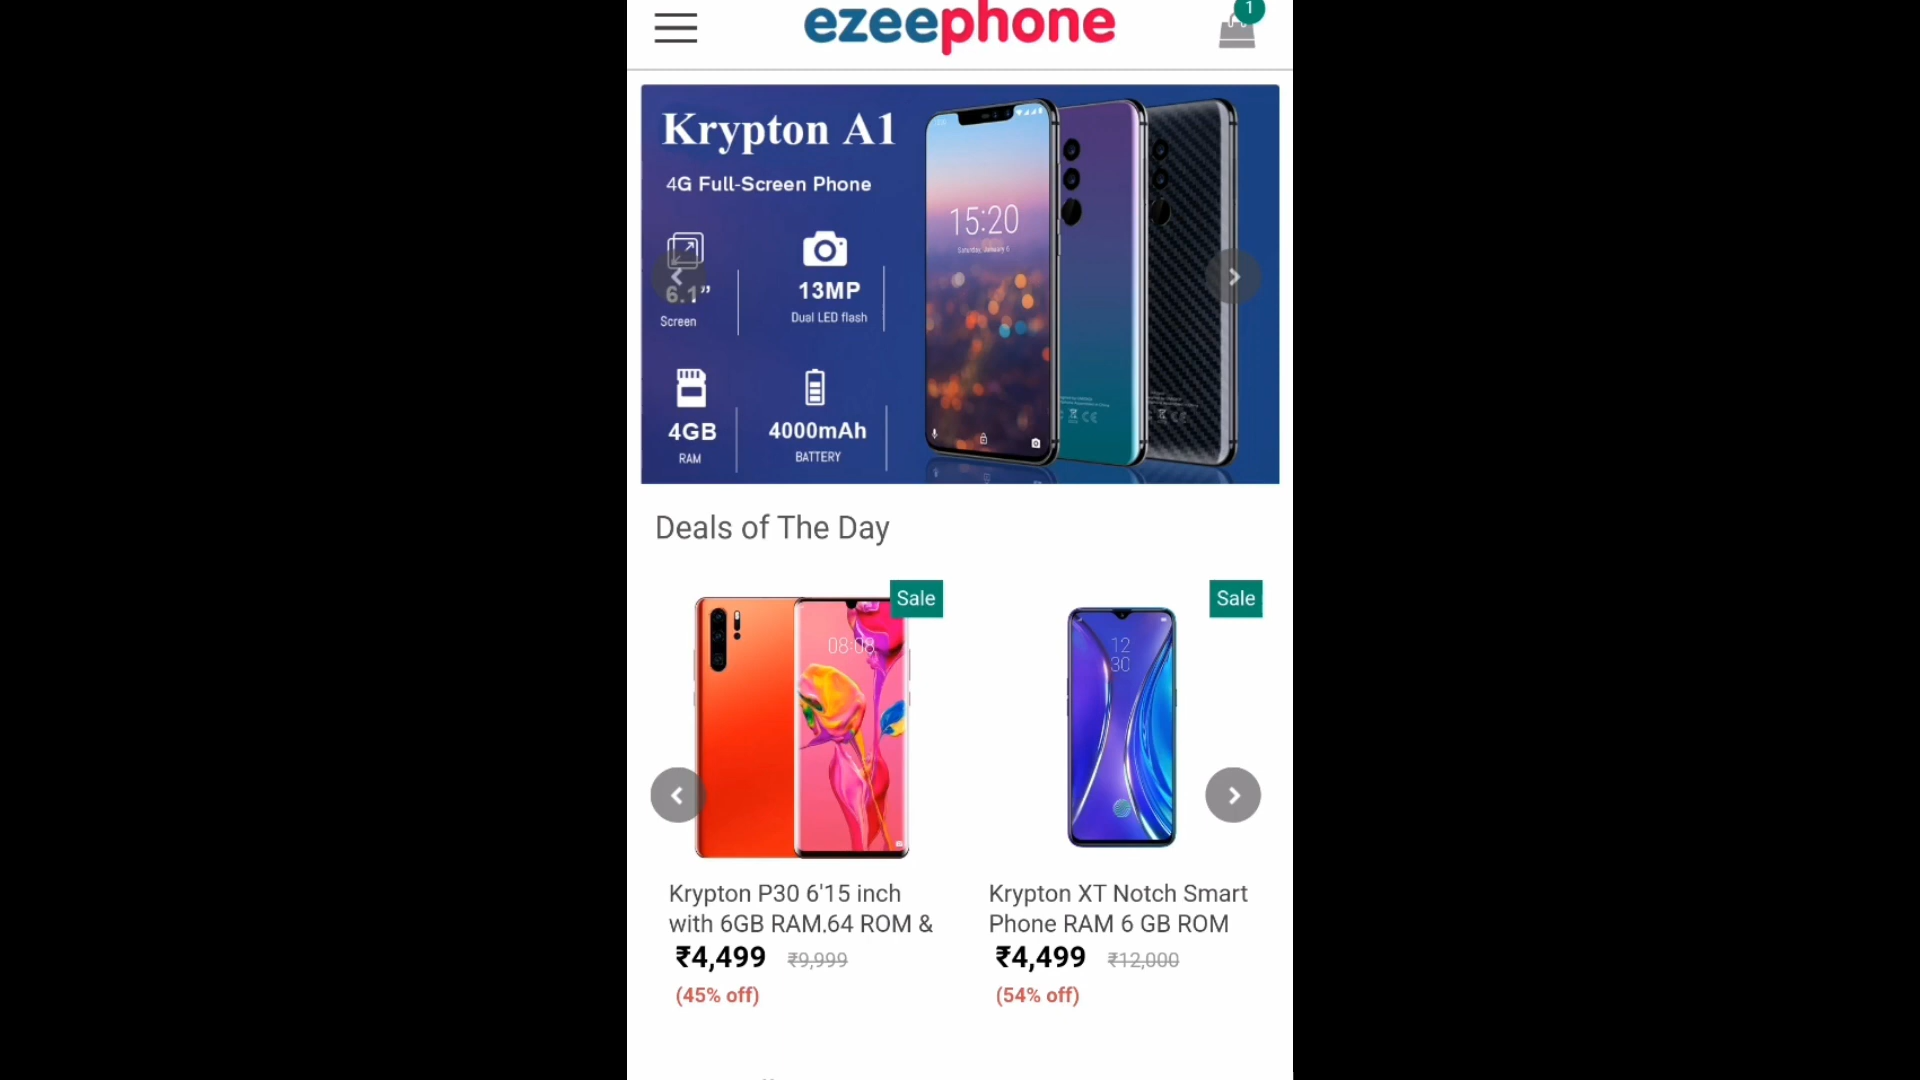 1
ezeephone
Krypton A1
4G Full-Screen Phone
6.1”
Screen
13MP
Dual LED flash
4GB
RAM
4000mAh
BATTERY
15:20
Saturday, January 6
Deals of The Day
Sale
08:08
Sale
12
30
Krypton P30 6'15 inch
with 6GB RAM.64 ROM &
₹4,499 ₹9,999
(45% off)
Krypton XT Notch Smart
Phone RAM 6 GB ROM
₹4,499 ₹12,000
(54% off)